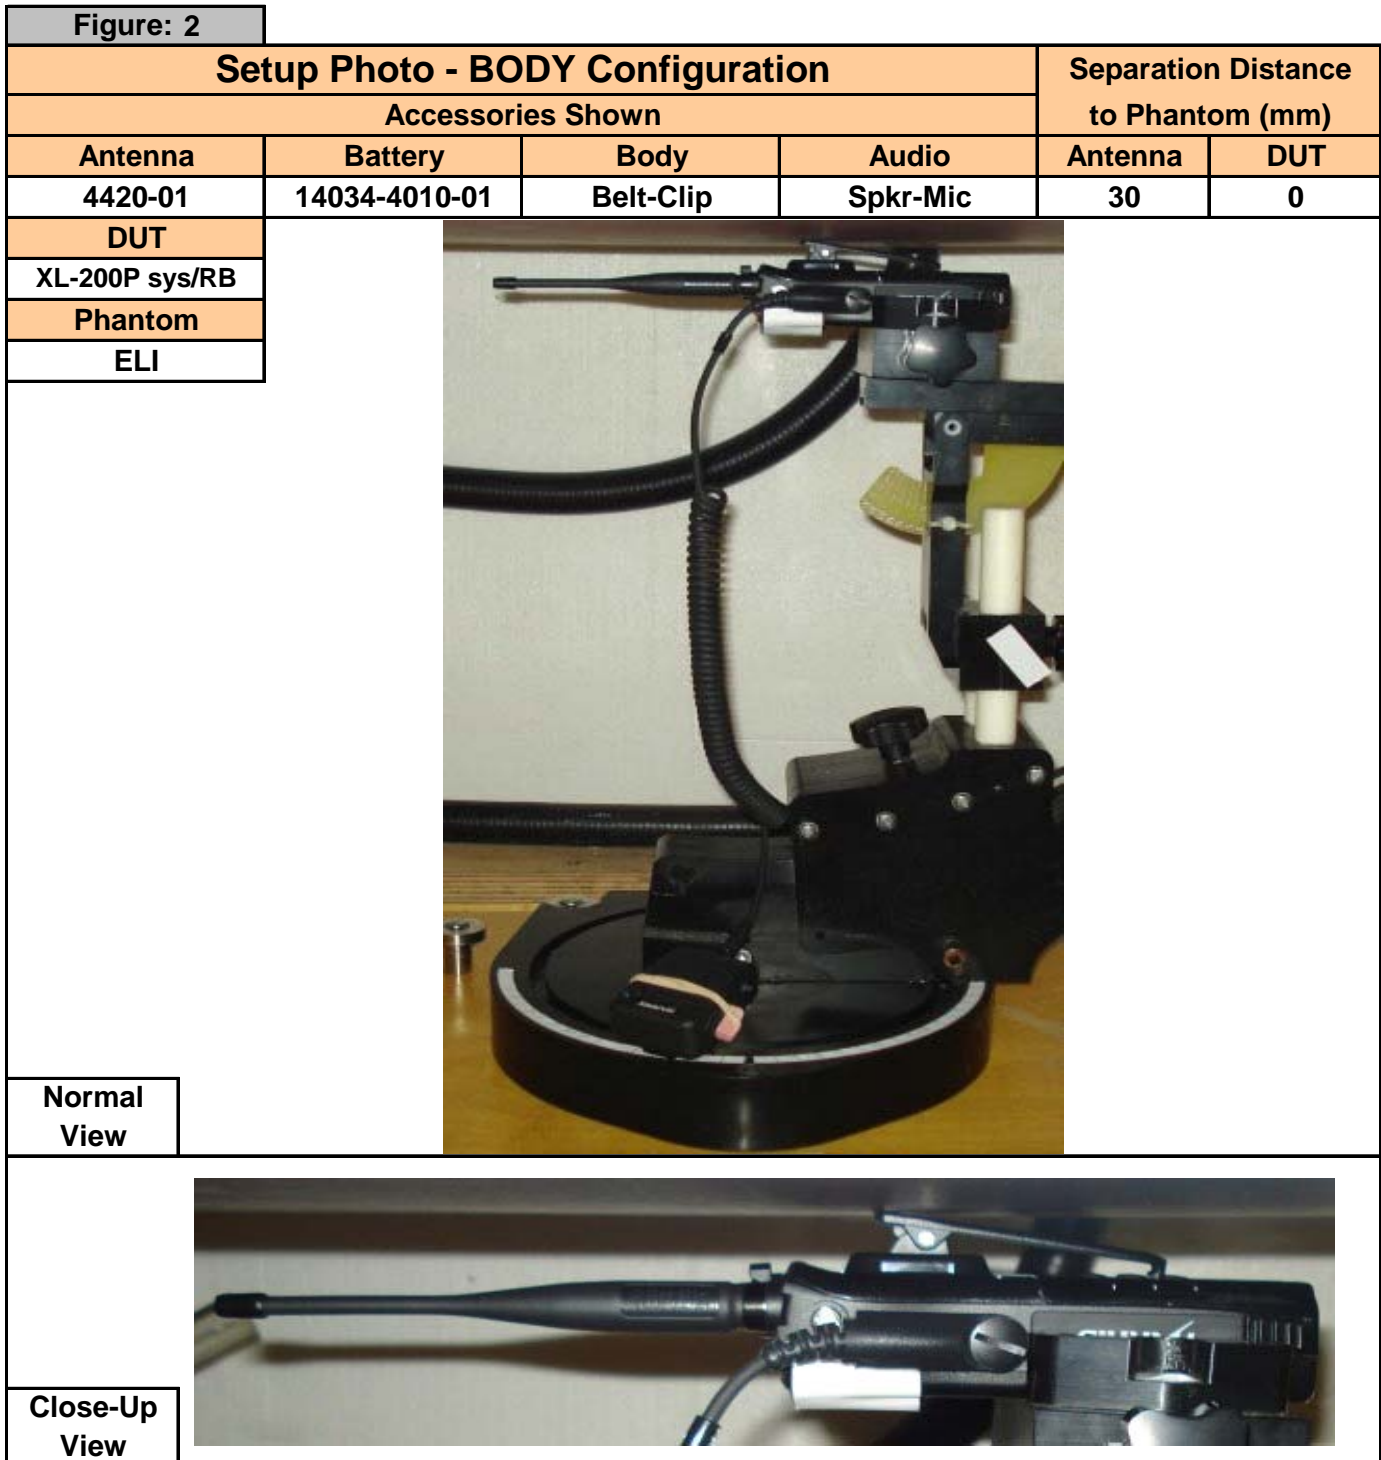 Figure: 2
Setup Photo - BODY Configuration
Separation Distance
to Phantom (mm)
Accessories Shown
Antenna Battery Body Audio Antenna DUT
4420-01 14034-4010-01 Belt-Clip Spkr-Mic 30 0
DUT
XL-200P sys/RB
Phantom
ELI
Normal
View
Close-Up
View